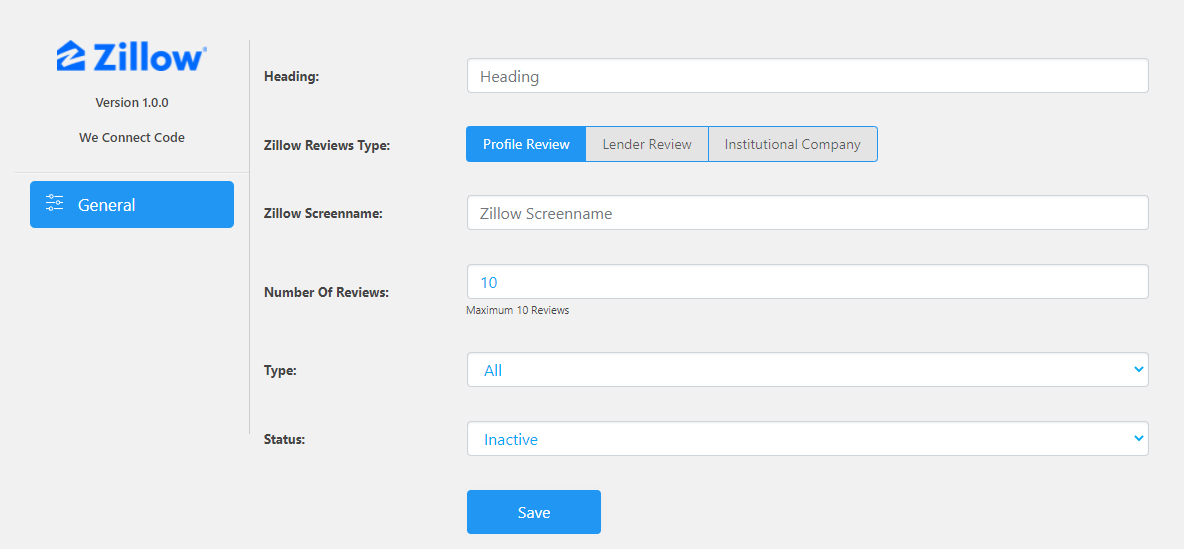 Zillow®
Version 1.0.0
We Connect Code
General
Heading:
Heading
Zillow Reviews Type:
Profile Review Lender Review Institutional Company
Zillow Screenname:
Zillow Screenname
Number Of Reviews:
10
Maximum 10 Reviews
Type:
All
Status:
Inactive
Save